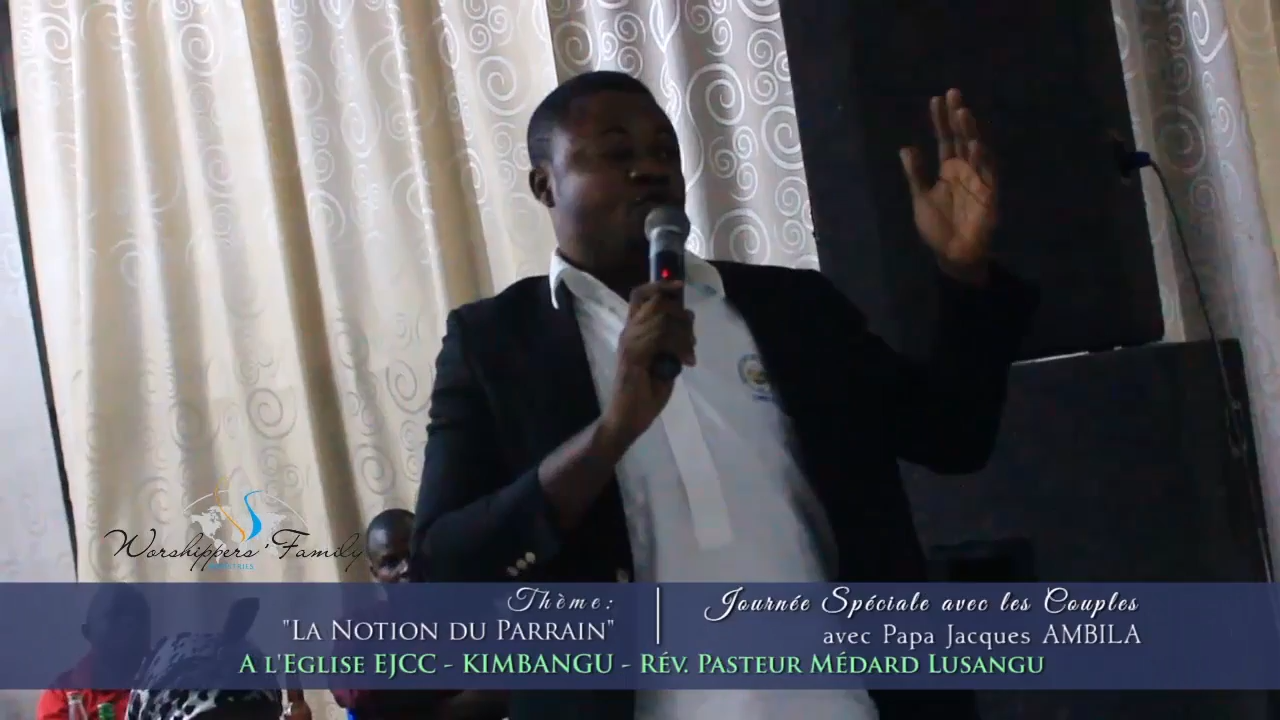 Worshippers' Family
Thème:
"La Notion du Parrain"
Journée Spéciale avec les Couples
avec Papa Jacques AMBILA
A l'Eglise EJCC - KIMBANGU - Rév. Pasteur Médard Lusangu